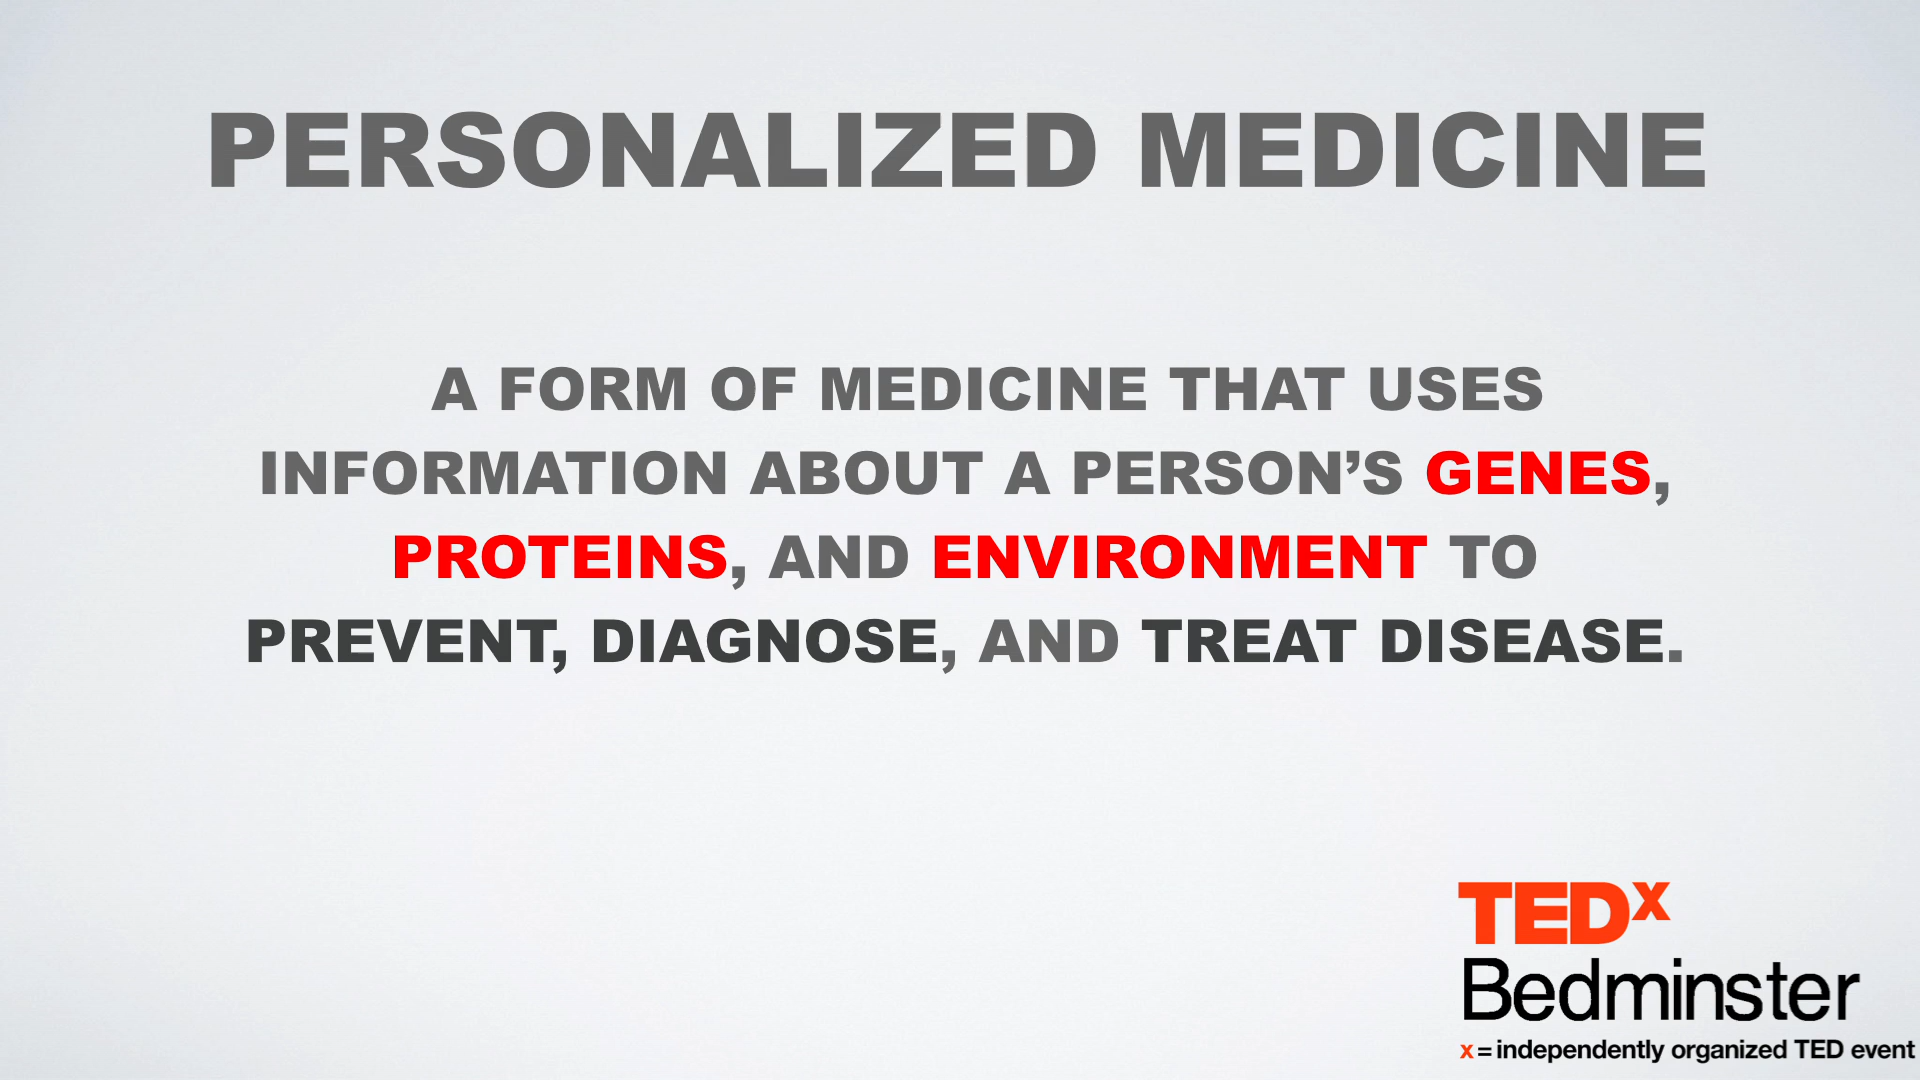 PERSONALIZED MEDICINE
A FORM OF MEDICINE THAT USES
INFORMATION ABOUT A PERSON’S GENES,
PROTEINS, AND ENVIRONMENT TO
PREVENT, DIAGNOSE, AND TREAT DISEASE.
TEDx
Bedminster
x = independently organized TED event